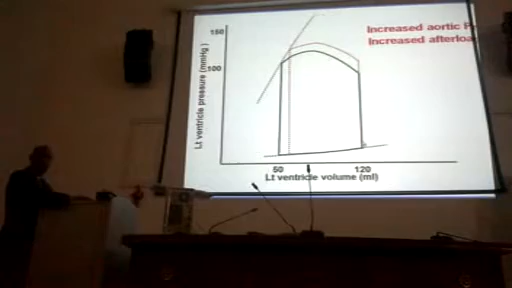 Increased aortic P
Increased afterloa
150
100
Lt ventricle pressure (mmHg)
50
120
Lt ventricle volume (ml)